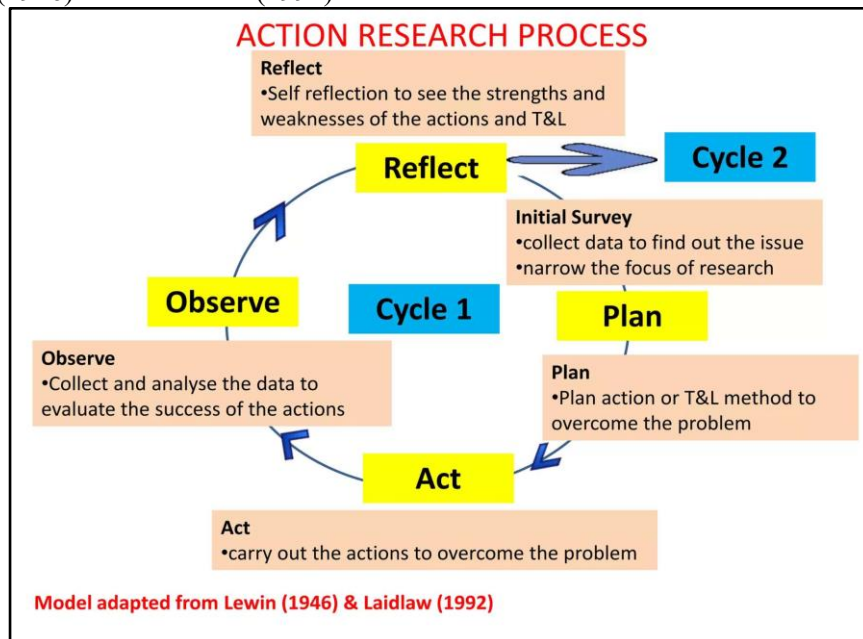 ACTION RESEARCH PROCESS
Reflect
•Self reflection to see the strengths and
weaknesses of the actions and T&L
Reflect
Cycle 2
Initial Survey
•collect data to find out the issue
•narrow the focus of research
Observe
Cycle 1
Plan
Observe
•Collect and analyse the data to
evaluate the success of the actions
Plan
•Plan action or T&L method to
overcome the problem
Act
Act
•carry out the actions to overcome the problem
Model adapted from Lewin (1946) & Laidlaw (1992)